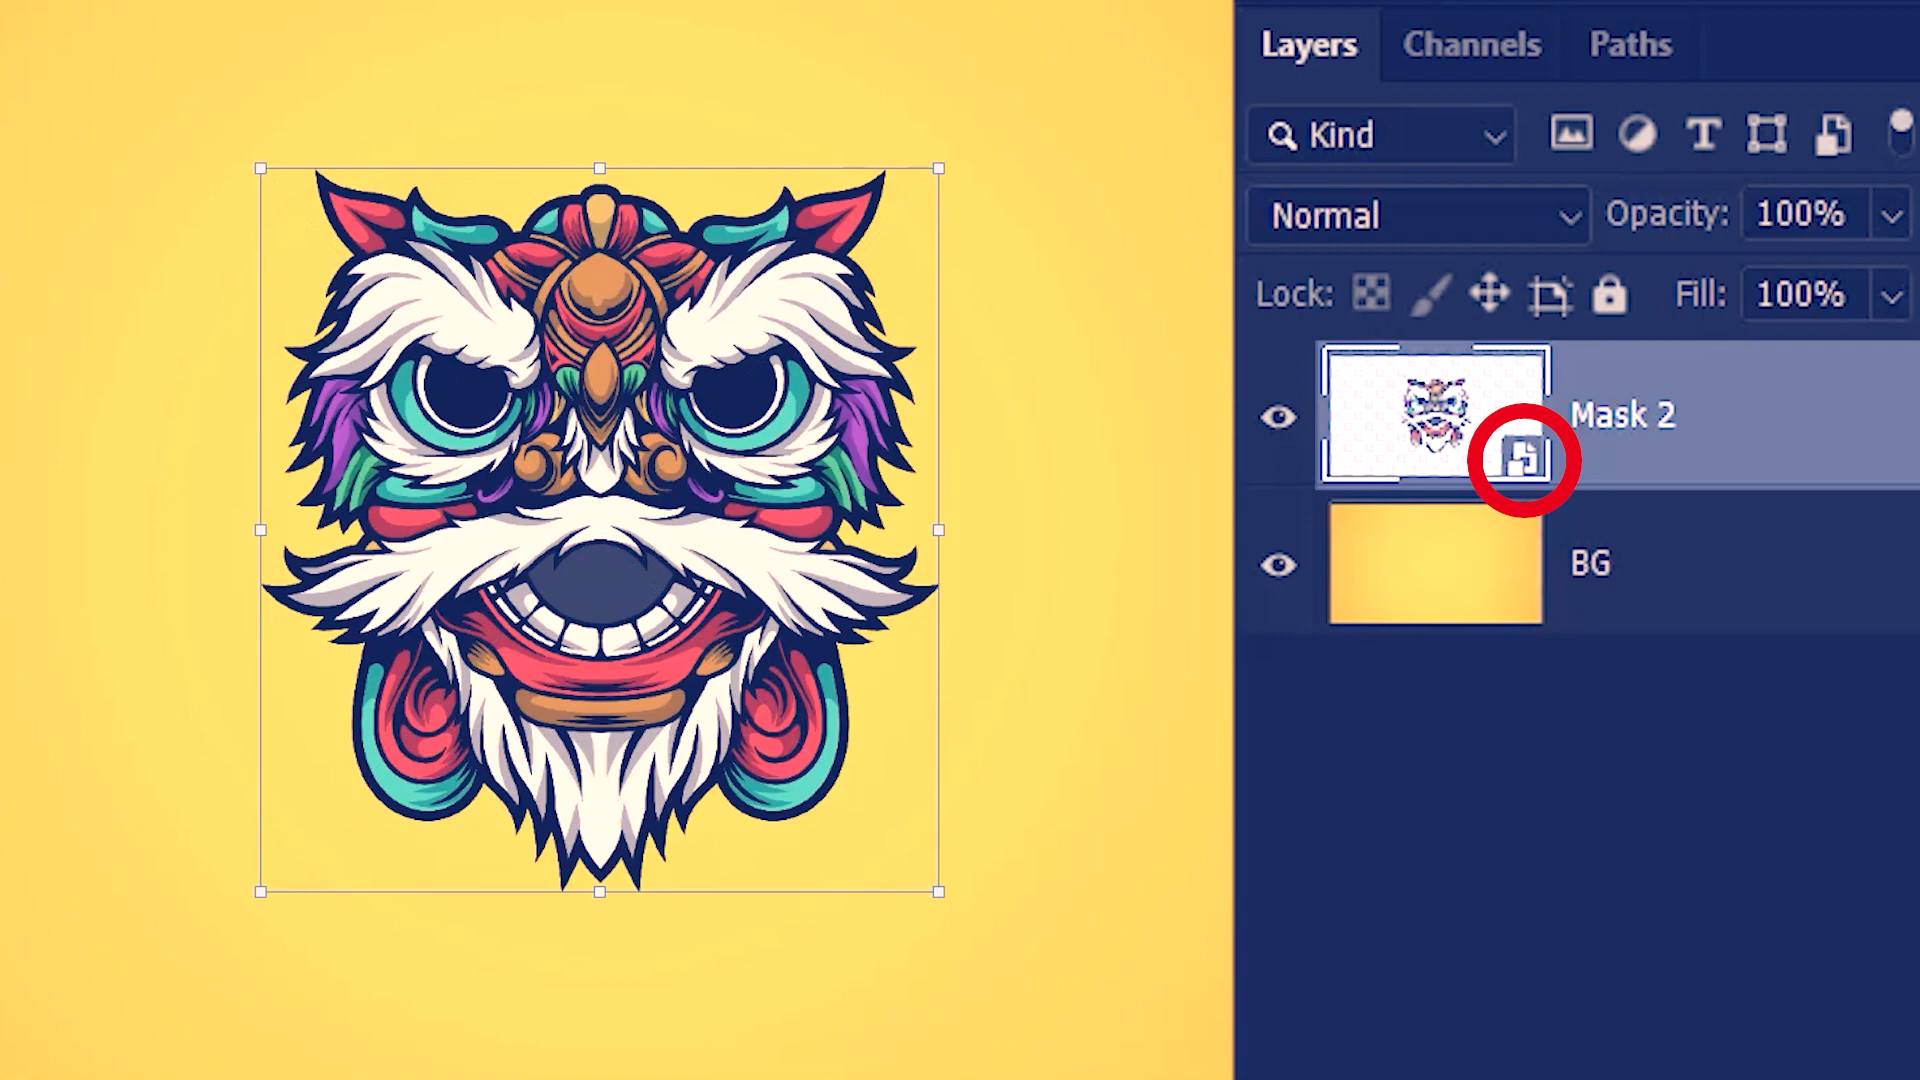 Layers Channels Paths
Kind
Normal Opacity: 100%
Lock: Fill: 100%
Mask 2
BG